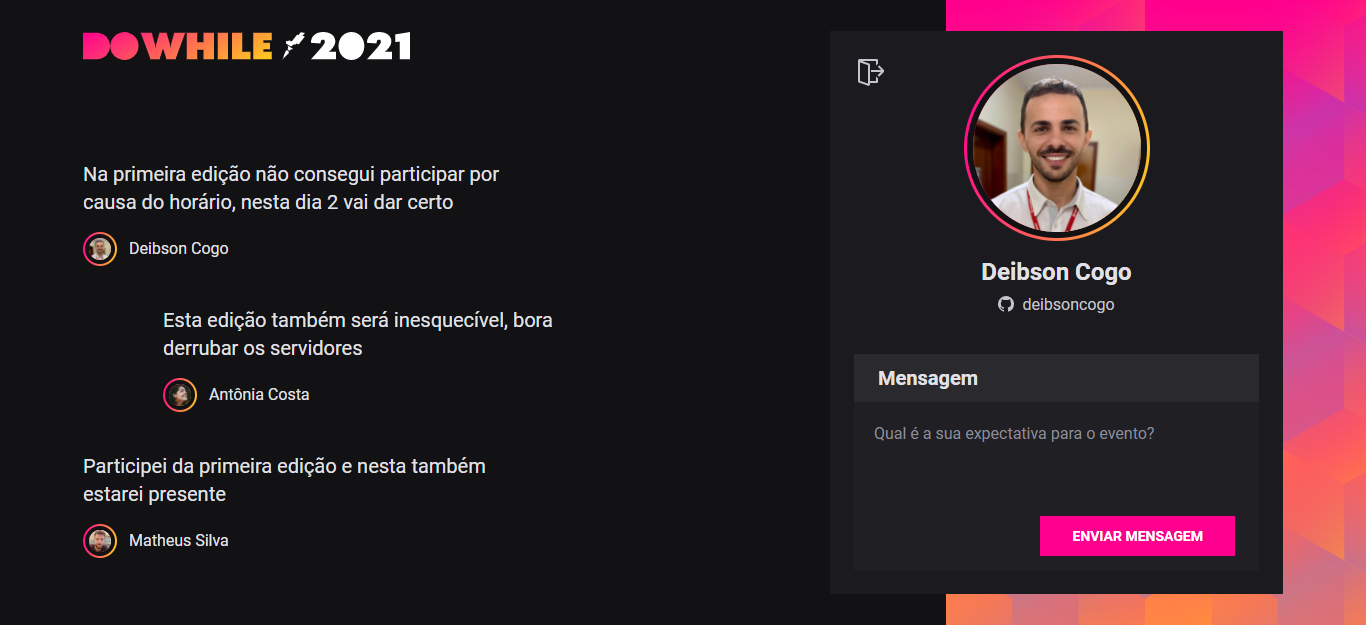 DOWHILE 2021
Na primeira edição não consegui participar por
causa do horário, nesta dia 2 vai dar certo
Deibson Cogo
Esta edição também será inesquecível, bora
derrubar os servidores
Antônia Costa
Participei da primeira edição e nesta também
estarei presente
Matheus Silva
Deibson Cogo
deibsoncogo
Mensagem
Qual é a sua expectativa para o evento?
ENVIAR MENSAGEM